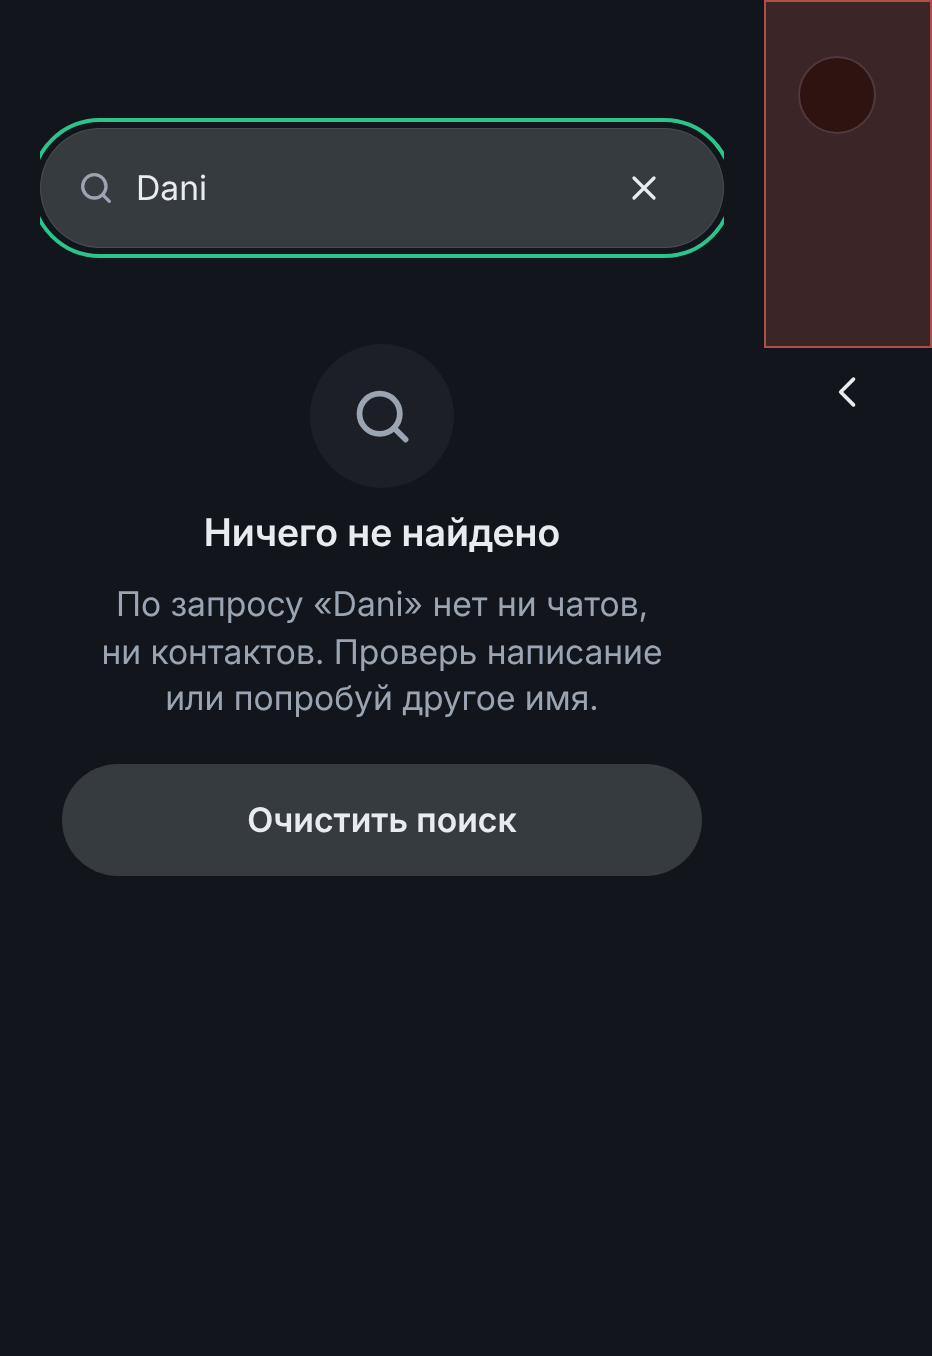 Dani
Ничего не найдено
По запросу «Dani» нет ни чатов,
ни контактов. Проверь написание
или попробуй другое имя.
Очистить поиск